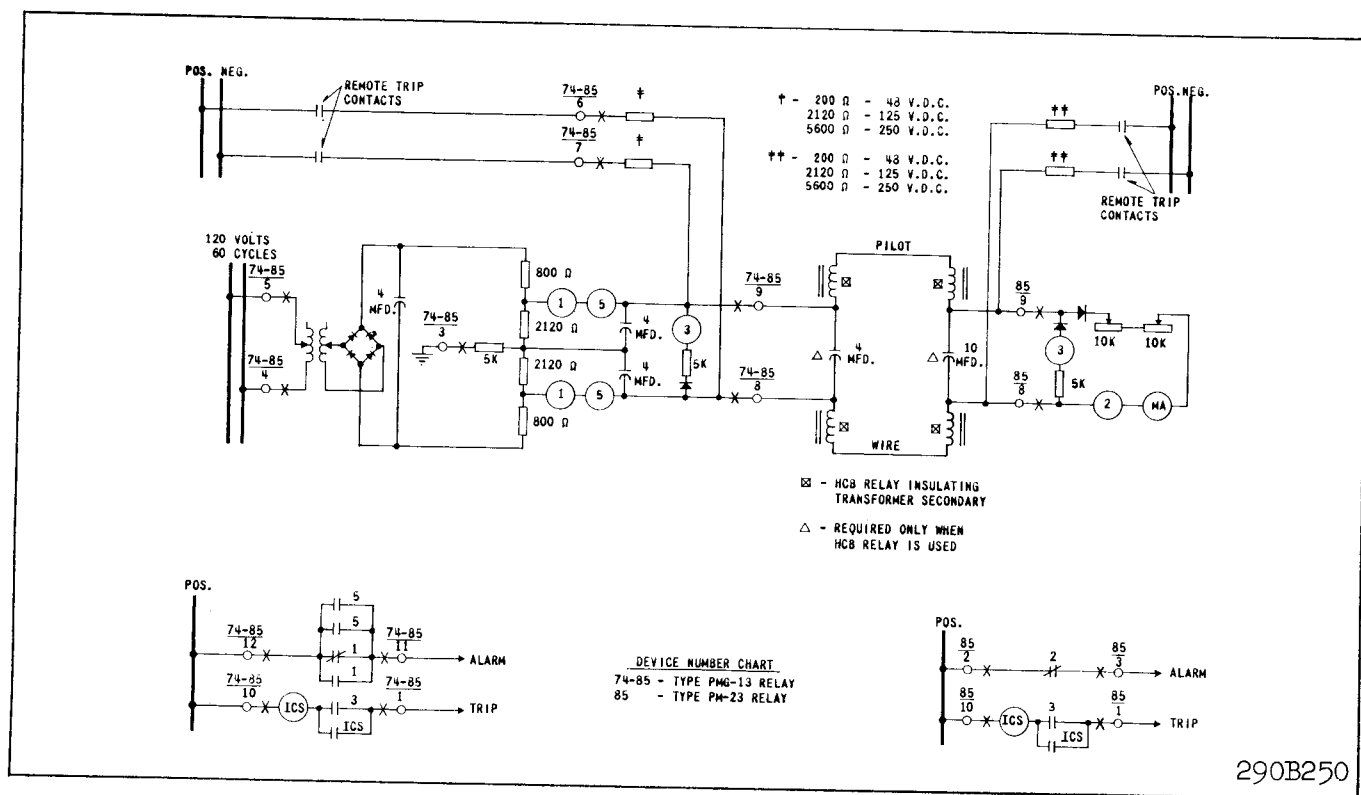 POS. NEG.
REMOTE TRIP
CONTACTS
74-85
6
‡
74-85
7
‡
† - 200 Ω - 48 V.D.C.
2120 Ω - 125 V.D.C.
5600 Ω - 250 V.D.C.
‡‡ - 200 Ω - 48 V.D.C.
2120 Ω - 125 V.D.C.
5600 Ω - 250 V.D.C.
POS. NEG.
‡‡
‡‡
REMOTE TRIP
CONTACTS
120 VOLTS
60 CYCLES
74-85
5
74-85
4
4
MFD.
74-85
3
5K
800 Ω
2120 Ω
2120 Ω
800 Ω
1
5
1
5
4
MFD.
4
MFD.
3
5K
74-85
9
74-85
8
PILOT
4
MFD.
10
MFD.
WIRE
85
9
85
8
3
5K
10K
10K
2
MA
- HCB RELAY INSULATING
TRANSFORMER SECONDARY
△ - REQUIRED ONLY WHEN
HCB RELAY IS USED
POS.
74-85
12
5
5
1
1
74-85
11
ALARM
74-85
10
ICS
3
ICS
74-85
1
TRIP
DEVICE NUMBER CHART
74-85 - TYPE PMG-13 RELAY
85 - TYPE PM-23 RELAY
POS.
85
2
2
85
3
ALARM
85
10
ICS
3
ICS
85
1
TRIP
290B250